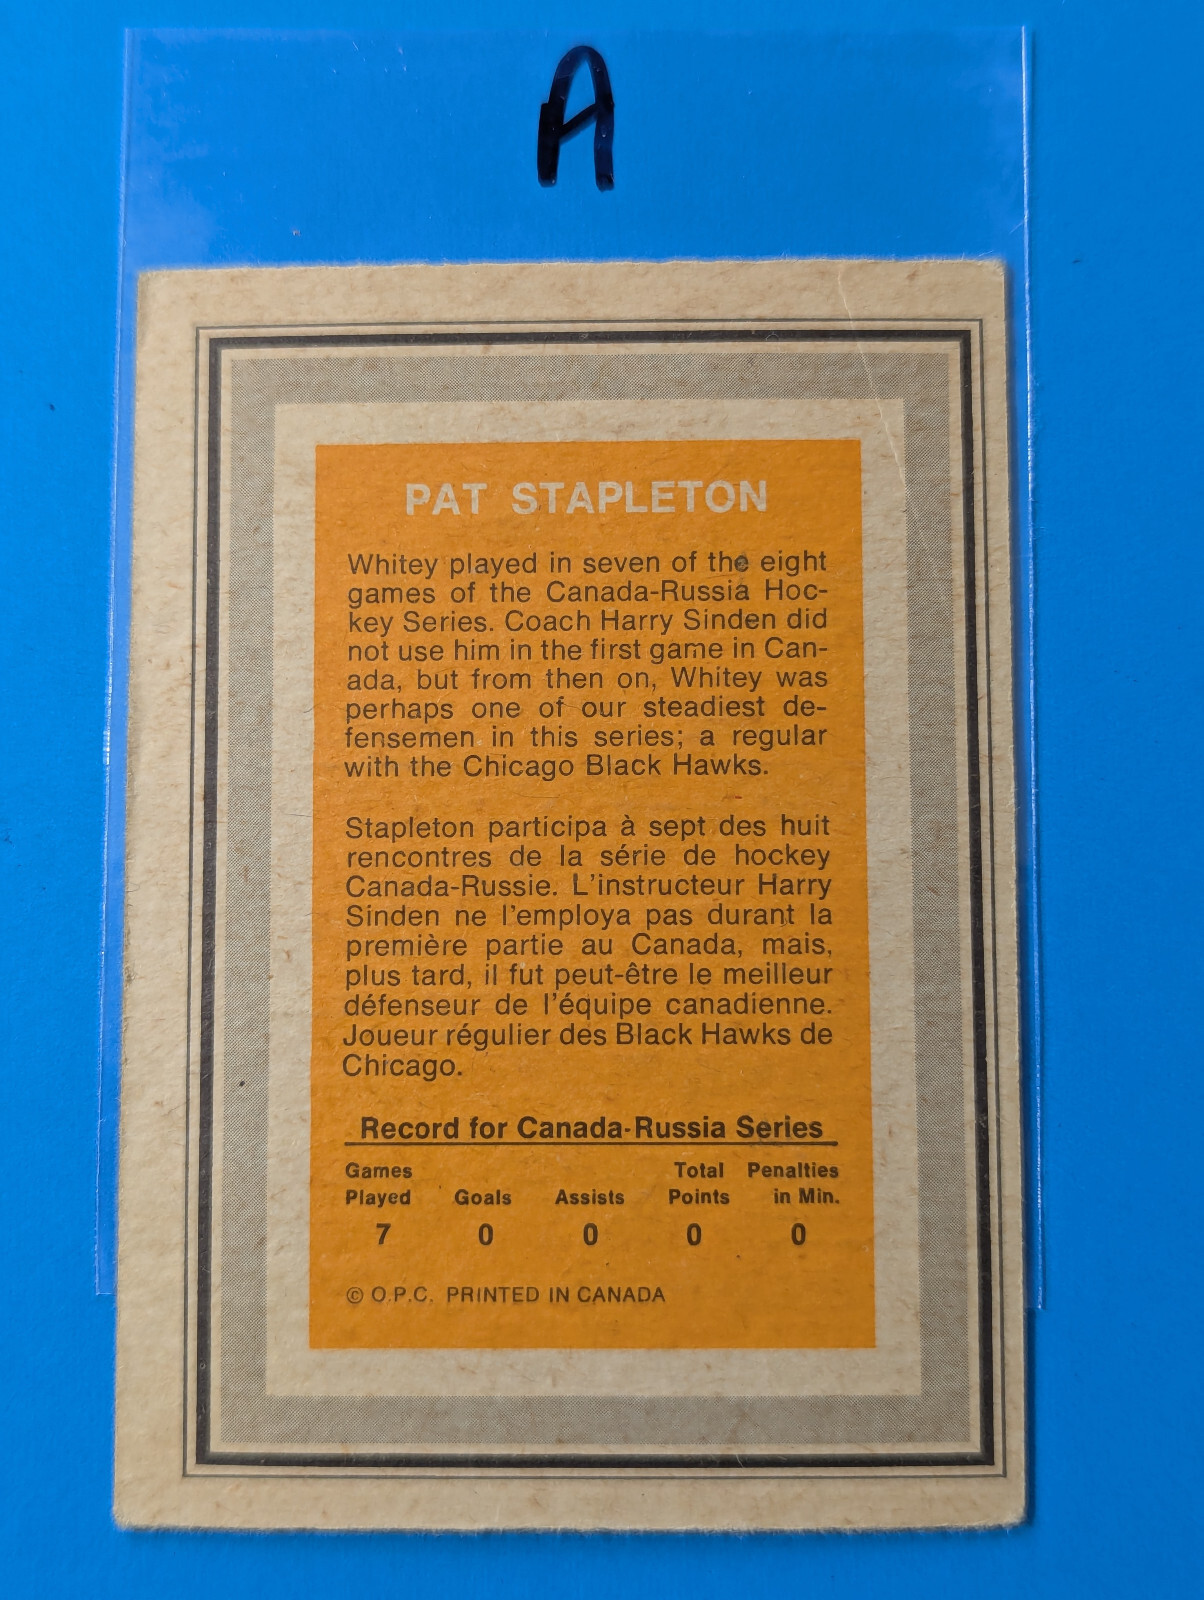 A
PAT STAPLETON
Whitey played in seven of the eight
games of the Canada-Russia Hoc-
key Series. Coach Harry Sinden did
not use him in the first game in Can-
ada, but from then on, Whitey was
perhaps one of our steadiest de-
fensemen in this series; a regular
with the Chicago Black Hawks.
Stapleton participa à sept des huit
rencontres de la série de hockey
Canada-Russie. L'instructeur Harry
Sinden ne l'employa pas durant la
première partie au Canada, mais,
plus tard, il fut peut-être le meilleur
défenseur de l'équipe canadienne.
Joueur régulier des Black Hawks de
Chicago.
Record for Canada-Russia Series
Games Played Goals Assists Total Points Penalties in Min.
7 0 0 0 0
© O.P.C. PRINTED IN CANADA